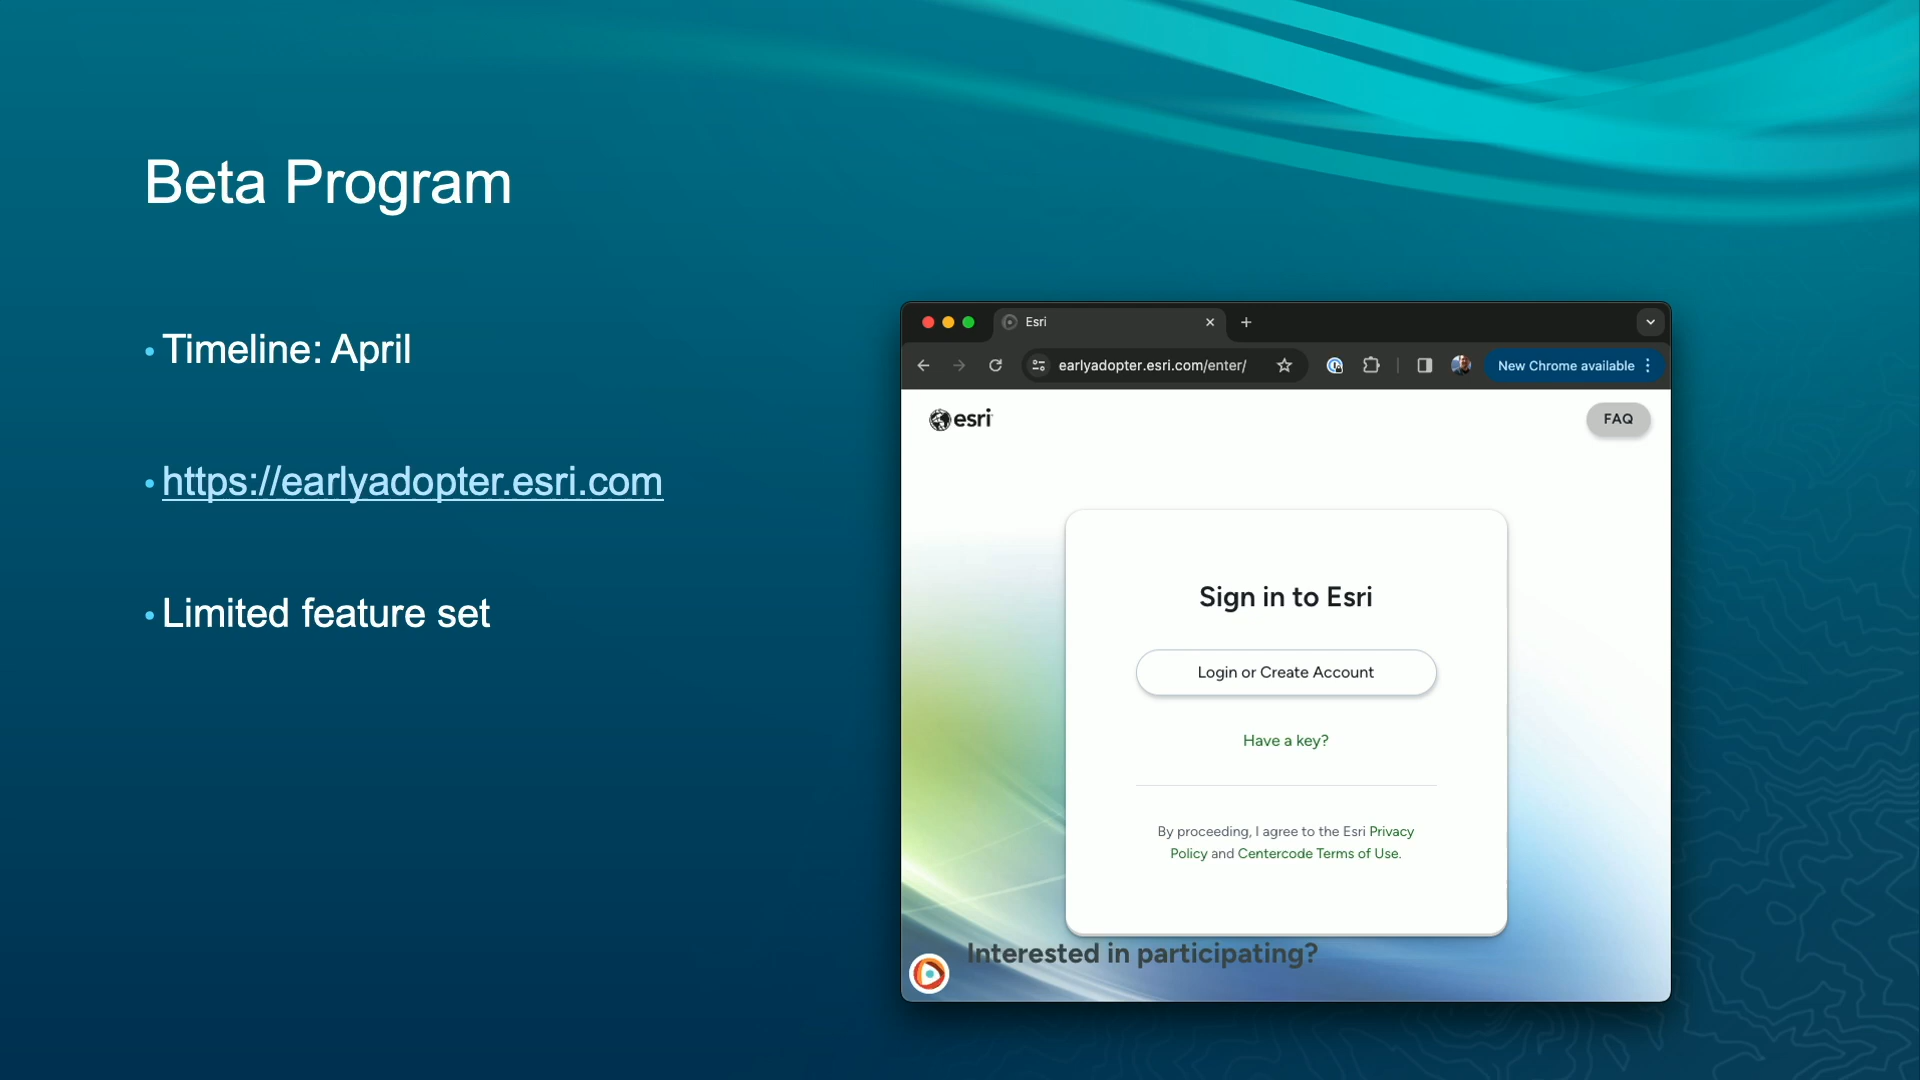 Beta Program
• Timeline: April
• https://earlyadopter.esri.com
• Limited feature set
Esri
earlyadopter.esri.com/enter/
New Chrome available
esri
FAQ
Sign in to Esri
Login or Create Account
Have a key?
By proceeding, I agree to the Esri Privacy
Policy and Centercode Terms of Use.
Interested in participating?